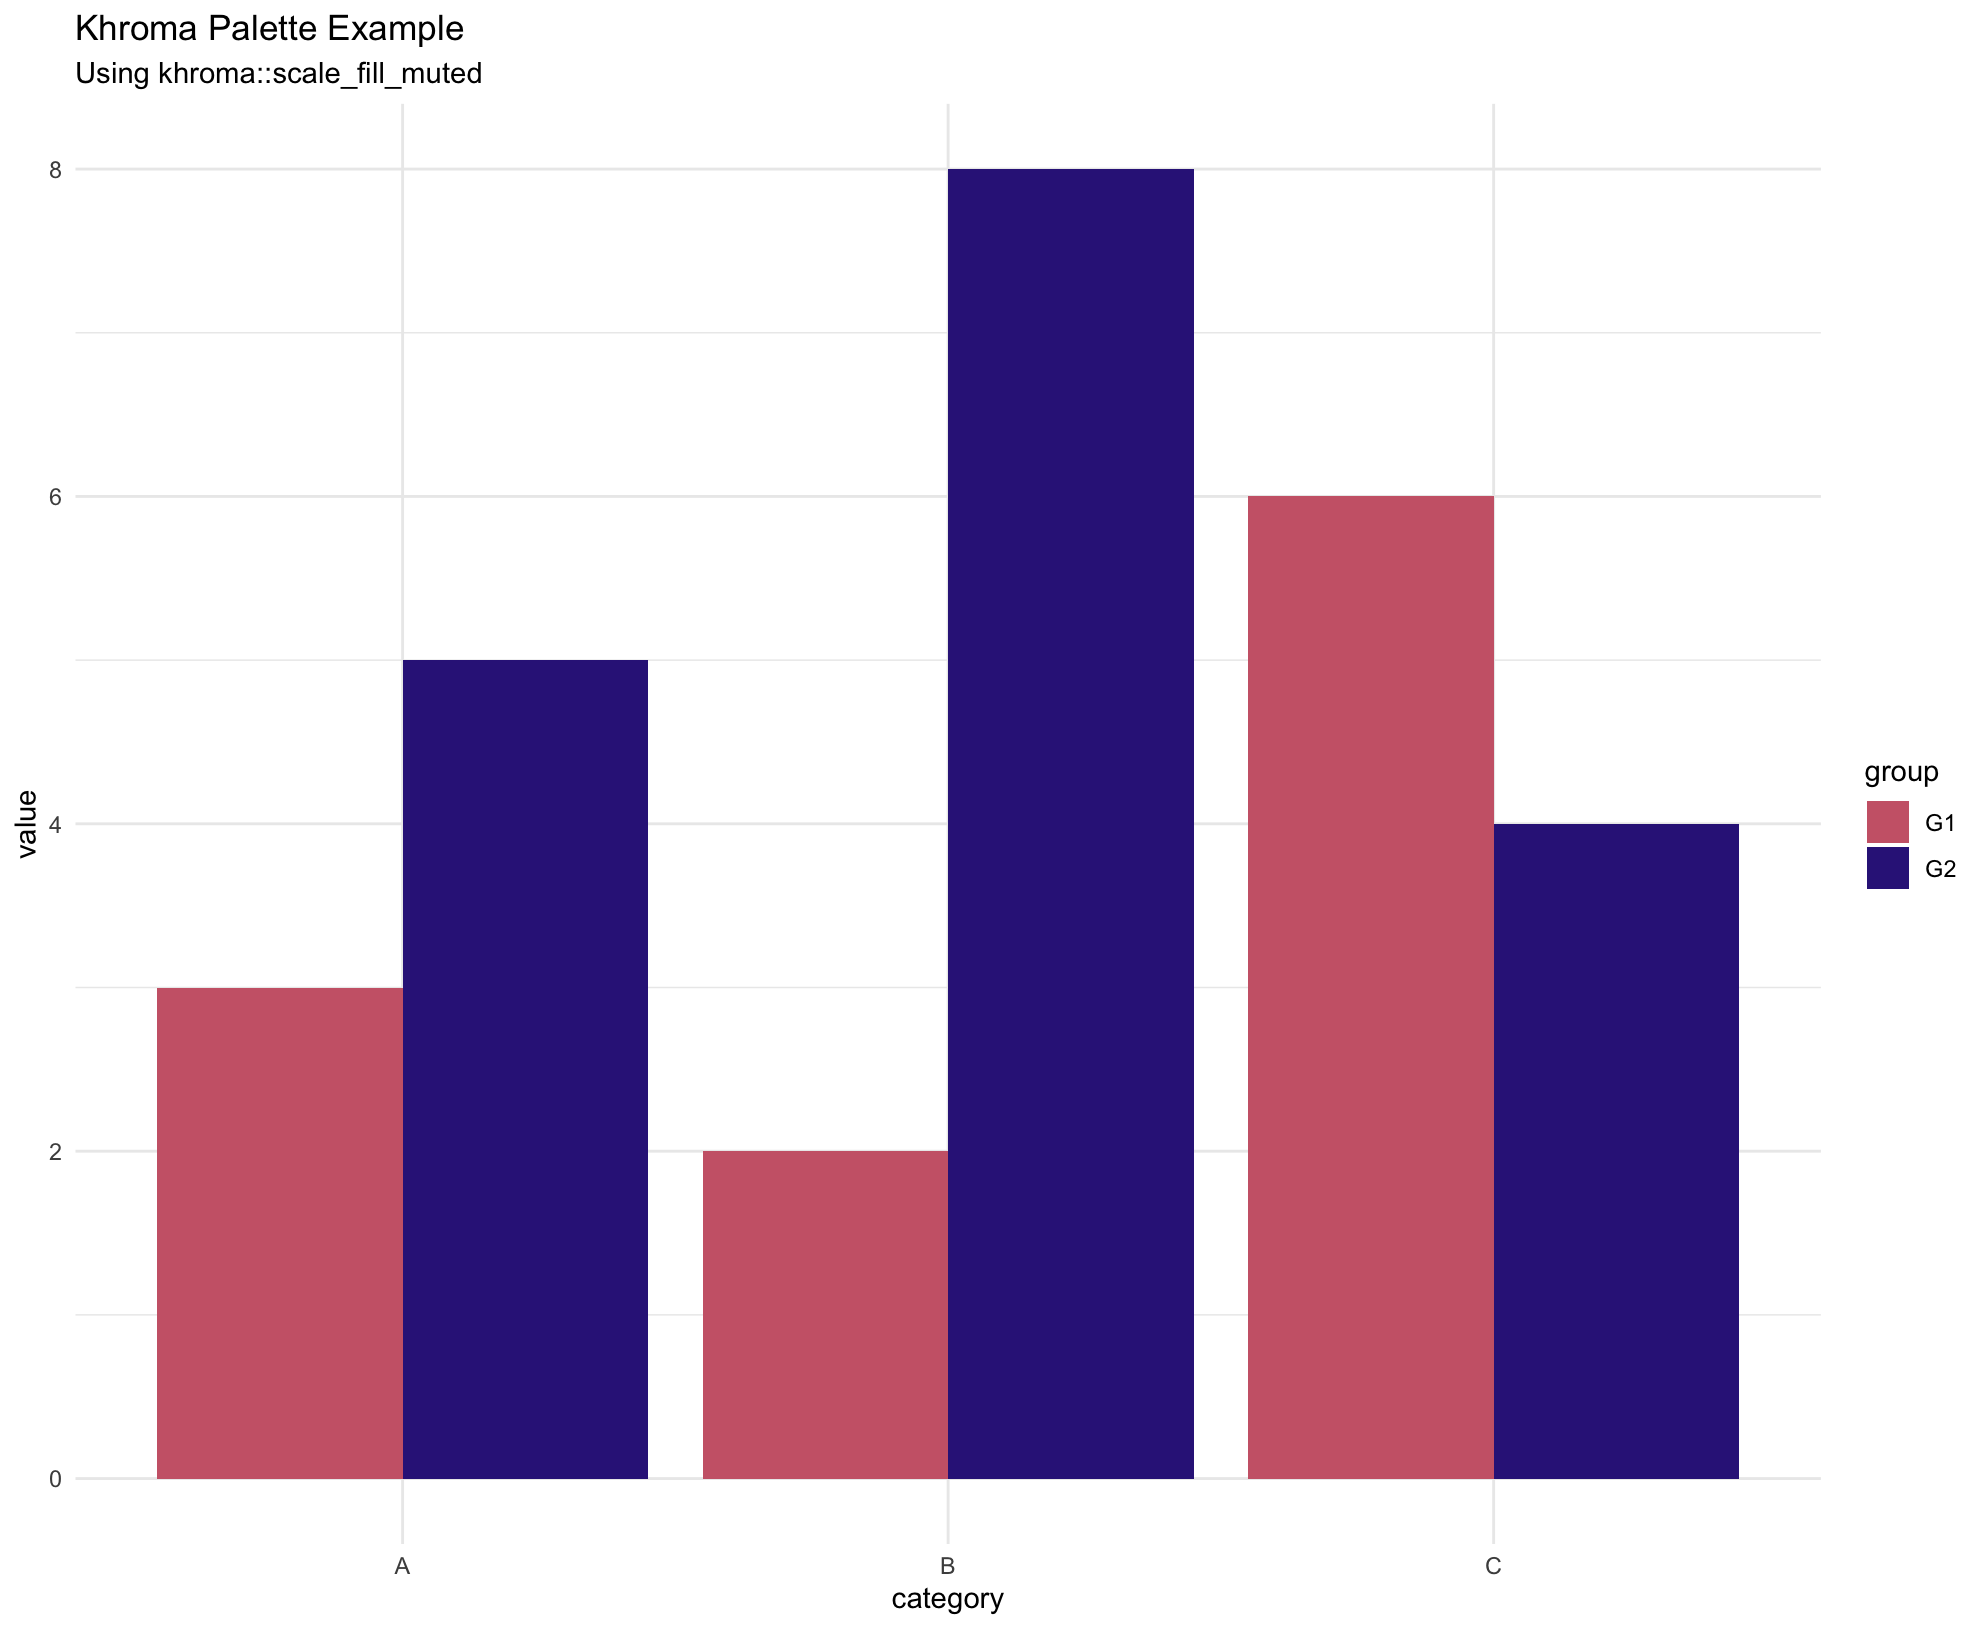 Khroma Palette Example
Using khroma::scale_fill_muted
8
6
4
2
0
value
A
B
C
category
group
G1
G2